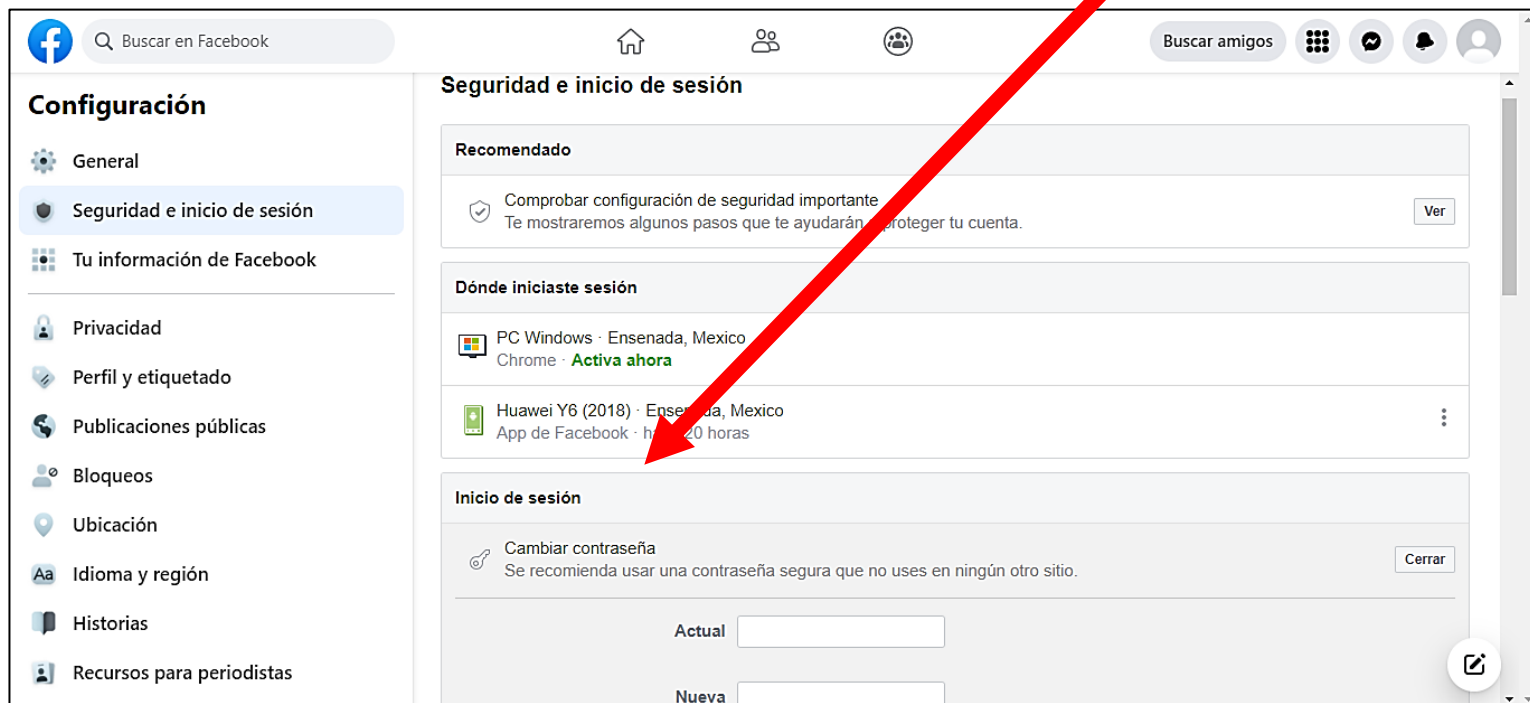 Buscar en Facebook
Buscar amigos
Configuración
General
Seguridad e inicio de sesión
Tu información de Facebook
Privacidad
Perfil y etiquetado
Publicaciones públicas
Bloqueos
Ubicación
Aa Idioma y región
Historias
Recursos para periodistas
Seguridad e inicio de sesión
Recomendado
Comprobar configuración de seguridad importante
Te mostraremos algunos pasos que te ayudarán proteger tu cuenta.
Ver
Dónde iniciaste sesión
PC Windows · Ensenada, Mexico
Chrome · Activa ahora
Huawei Y6 (2018) · Ensenada, Mexico
App de Facebook · 20 horas
Inicio de sesión
Cambiar contraseña
Se recomienda usar una contraseña segura que no uses en ningún otro sitio.
Cerrar
Actual
Nueva